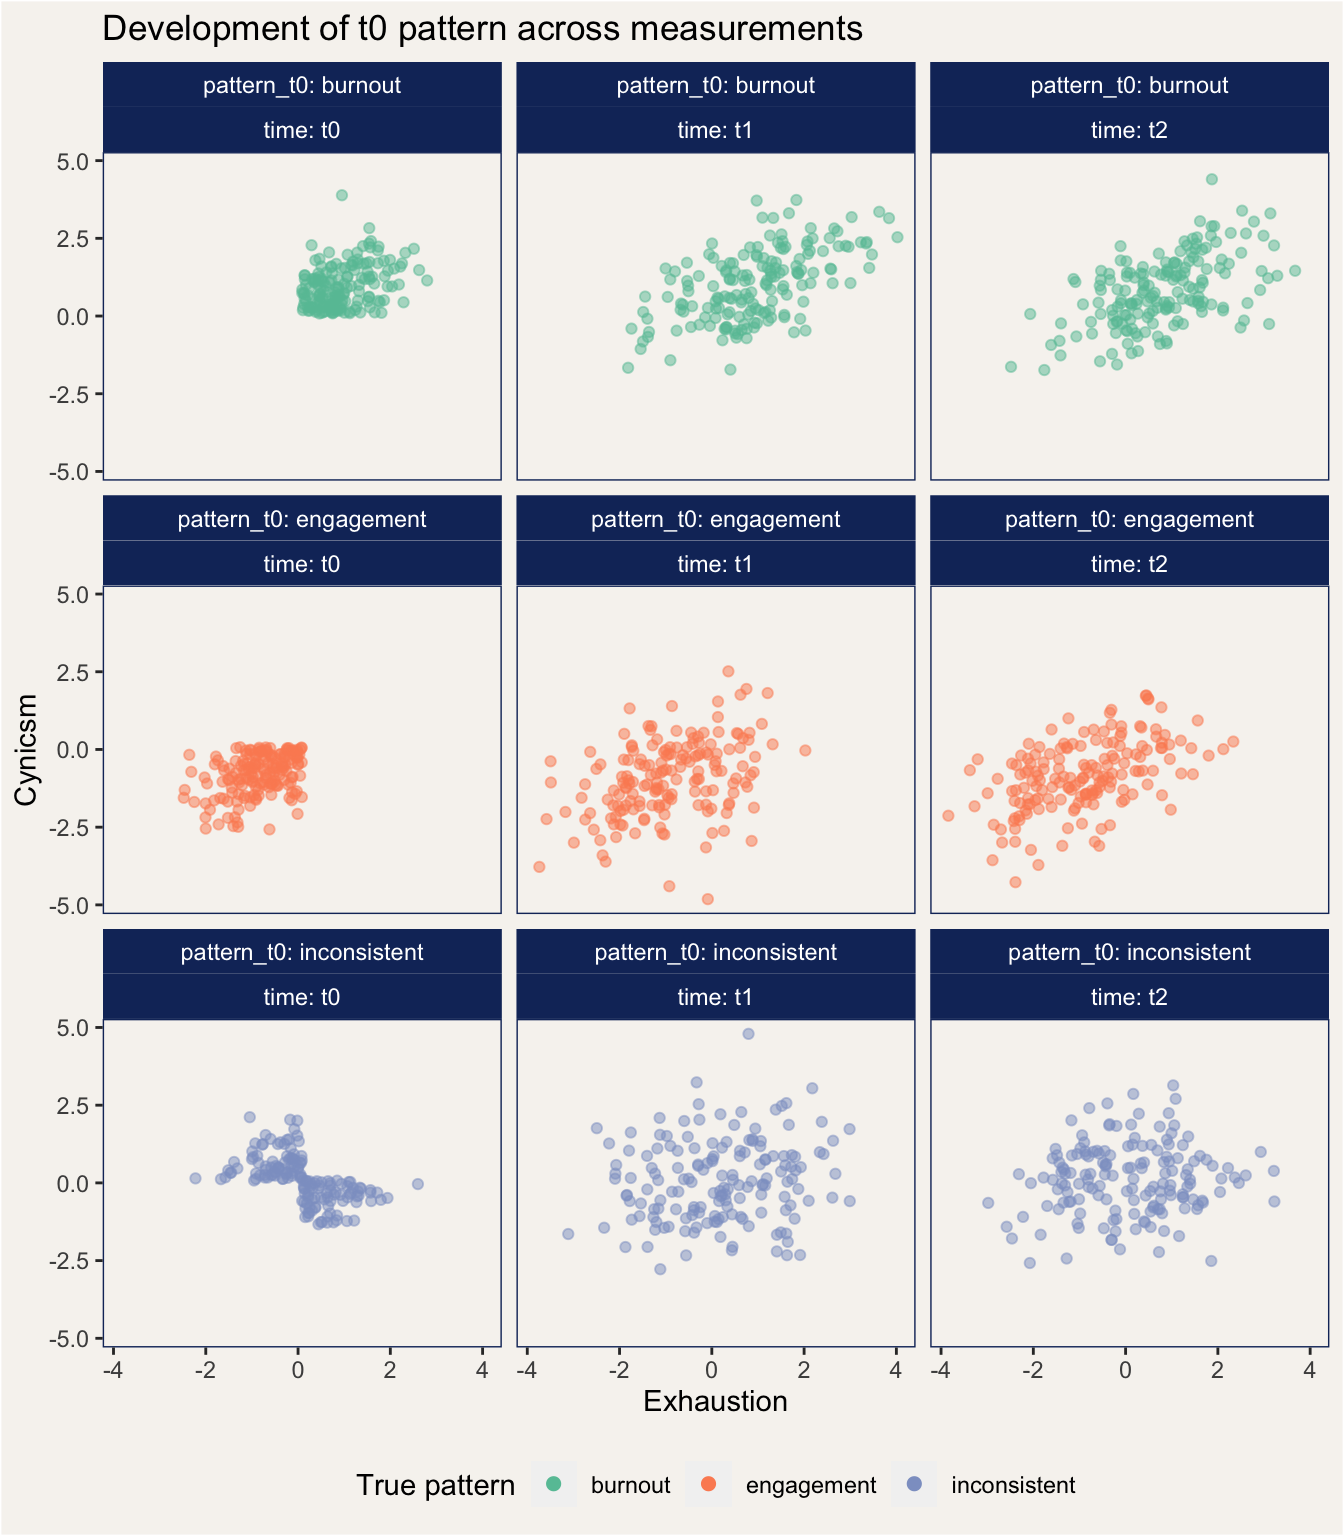 Development of t0 pattern across measurements
pattern_t0: burnout
pattern_t0: burnout
pattern_t0: burnout
time: t0
time: t1
time: t2
5.0
2.5
0.0
-2.5
-5.0
pattern_t0: engagement
pattern_t0: engagement
pattern_t0: engagement
time: t0
time: t1
time: t2
5.0
2.5
0.0
-2.5
-5.0
Cynicsm
pattern_t0: inconsistent
pattern_t0: inconsistent
pattern_t0: inconsistent
time: t0
time: t1
time: t2
5.0
2.5
0.0
-2.5
-5.0
-4 -2 0 2 4
-4 -2 0 2 4
-4 -2 0 2 4
Exhaustion
True pattern burnout engagement inconsistent